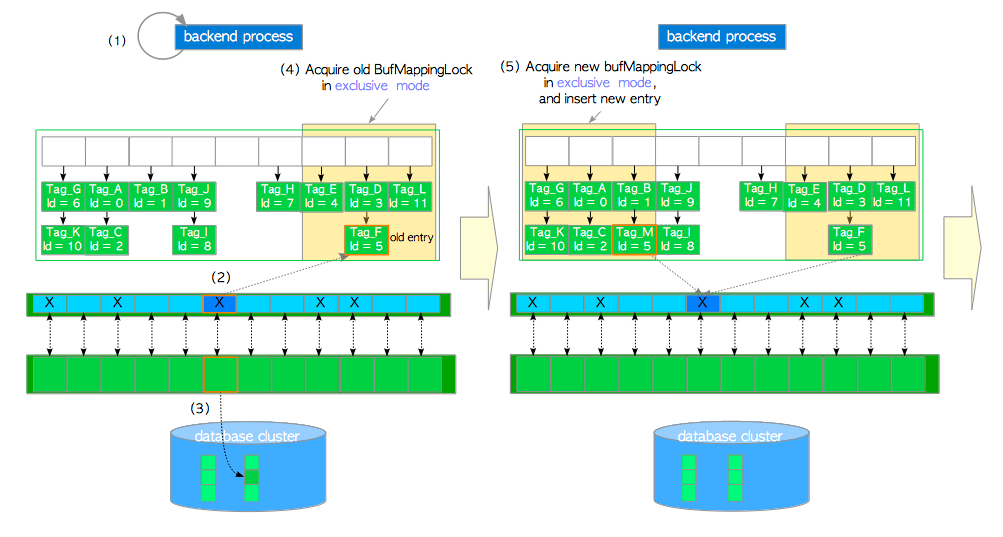 (1)
backend process
(4) Acquire old BufMappingLock
in exclusive mode
Tag_G
Id = 6
Tag_A
Id = 0
Tag_B
Id = 1
Tag_J
Id = 9
Tag_H
Id = 7
Tag_E
Id = 4
Tag_D
Id = 3
Tag_L
Id = 11
Tag_K
Id = 10
Tag_C
Id = 2
Tag_I
Id = 8
Tag_F
Id = 5
old entry
(2)
X
X
X
X
X
(3)
database cluster
backend process
(5) Acquire new bufMappingLock
in exclusive mode,
and insert new entry
Tag_G
Id = 6
Tag_A
Id = 0
Tag_B
Id = 1
Tag_J
Id = 9
Tag_H
Id = 7
Tag_E
Id = 4
Tag_D
Id = 3
Tag_L
Id = 11
Tag_K
Id = 10
Tag_C
Id = 2
Tag_M
Id = 5
Tag_I
Id = 8
Tag_F
Id = 5
X
X
X
X
X
database cluster